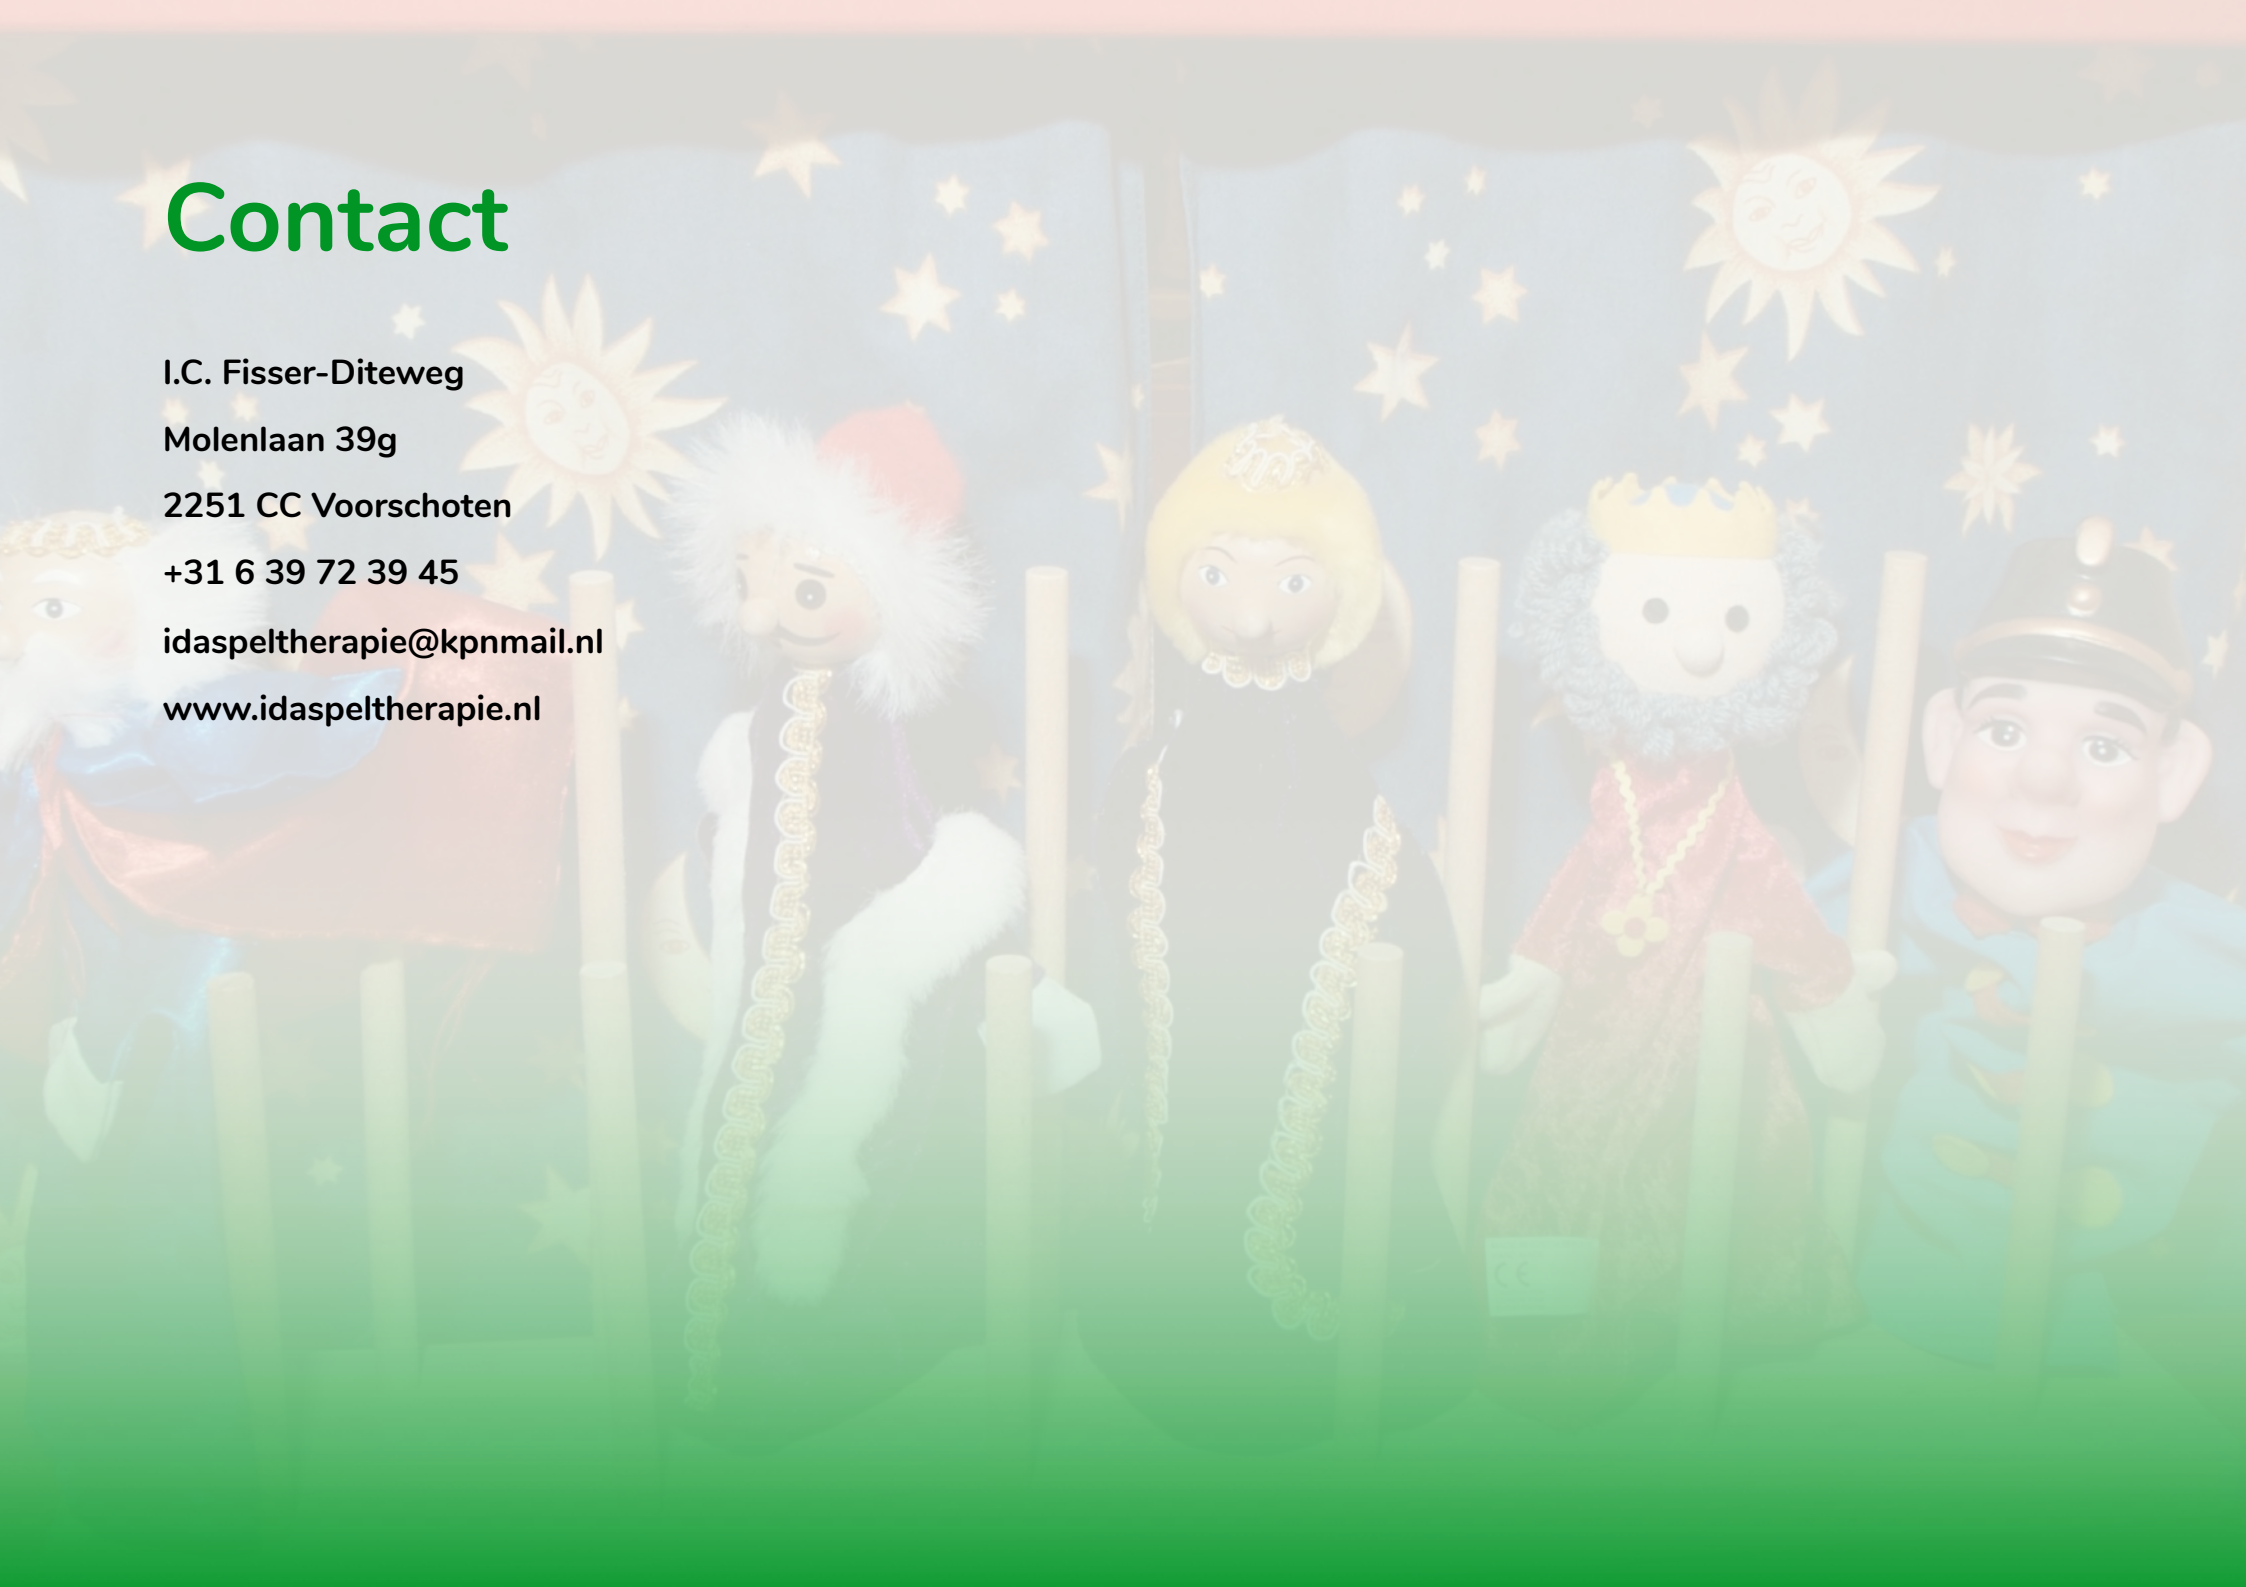 Contact
I.C. Fisser-Diteweg
Molenlaan 39g
2251 CC Voorschoten
+31 6 39 72 39 45
idaspeltherapie@kpnmail.nl
www.idaspeltherapie.nl
CE